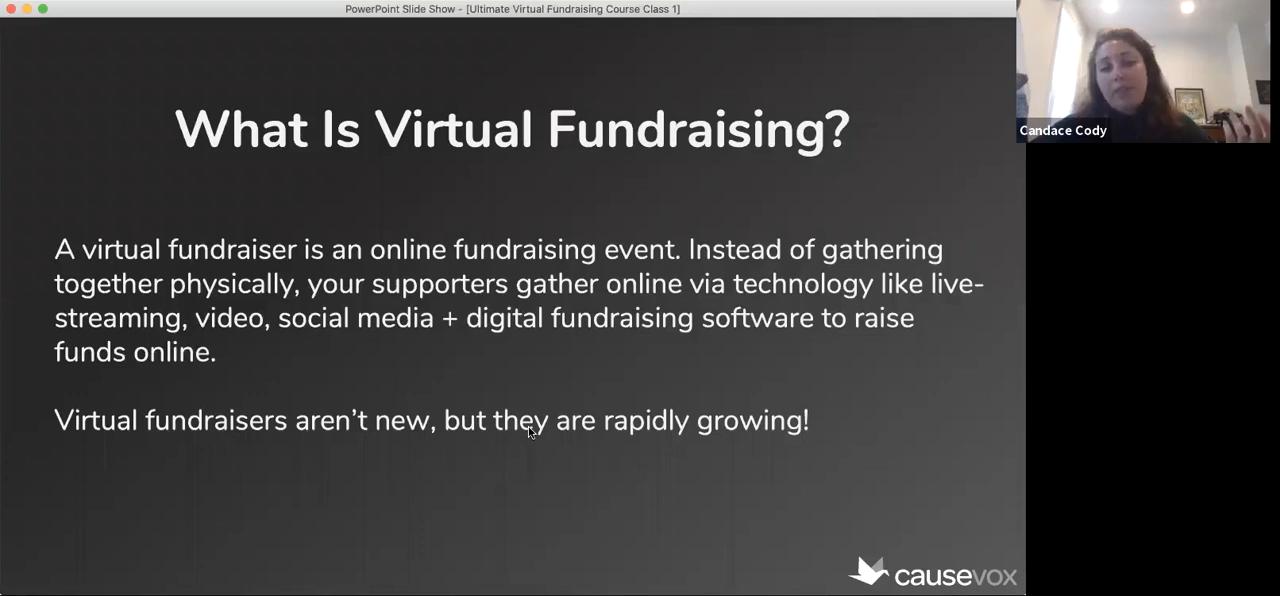 PowerPoint Slide Show - [Ultimate Virtual Fundraising Course Class 1]
What Is Virtual Fundraising?
A virtual fundraiser is an online fundraising event. Instead of gathering
together physically, your supporters gather online via technology like live-
streaming, video, social media + digital fundraising software to raise
funds online.
Virtual fundraisers aren’t new, but they are rapidly growing!
causevox
Candace Cody